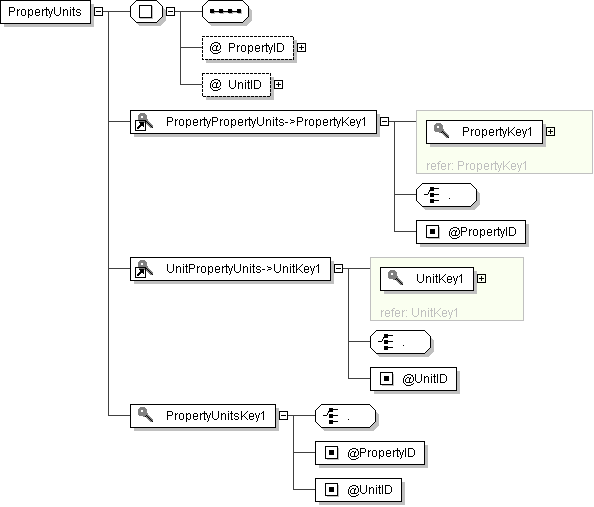 PropertyUnits
@ PropertyID
@ UnitID
PropertyPropertyUnits->PropertyKey1
PropertyKey1
refer: PropertyKey1
.
@PropertyID
UnitPropertyUnits->UnitKey1
UnitKey1
refer: UnitKey1
.
@UnitID
PropertyUnitsKey1
.
@PropertyID
@UnitID